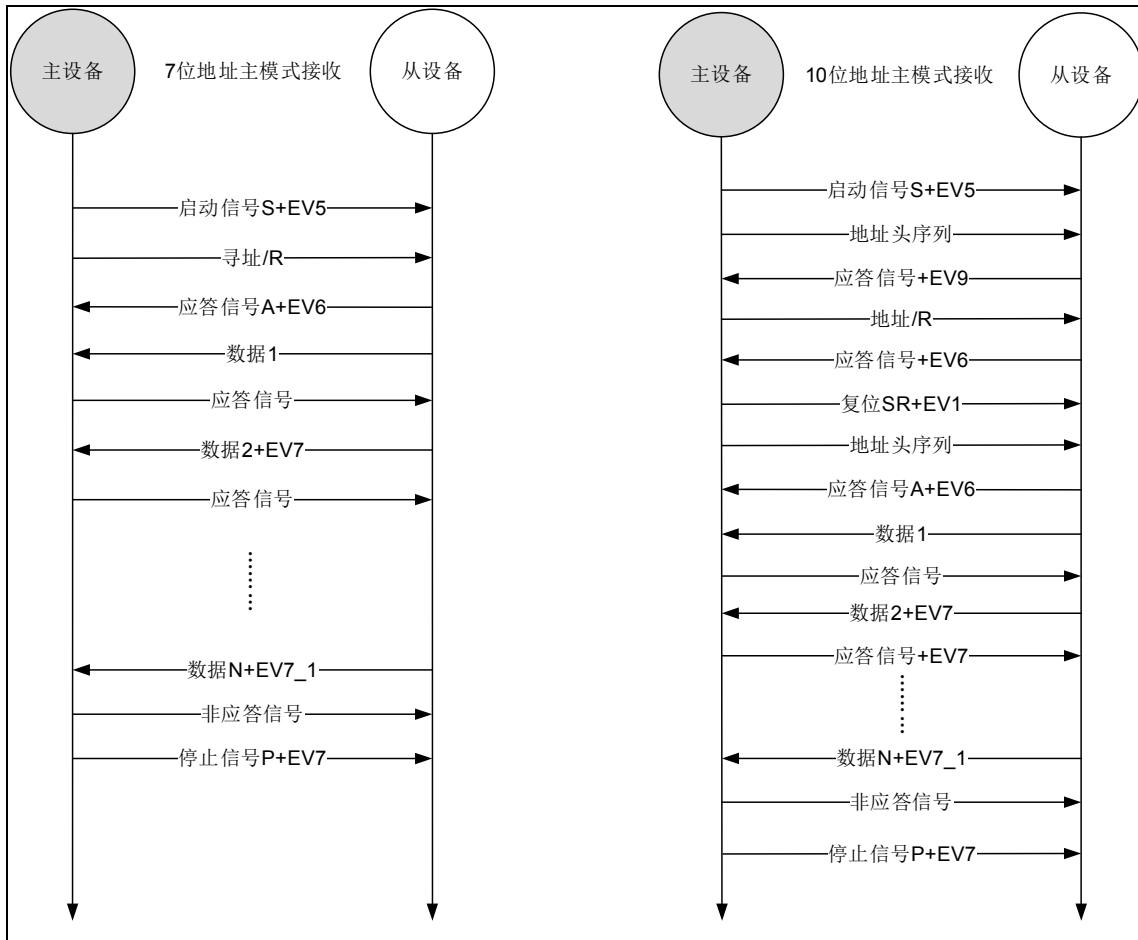 主设备
7位地址主模式接收
从设备
启动信号S+EV5
寻址/R
应答信号A+EV6
数据1
应答信号
数据2+EV7
应答信号
数据N+EV7_1
非应答信号
停止信号P+EV7
主设备
10位地址主模式接收
从设备
启动信号S+EV5
地址头序列
应答信号+EV9
地址/R
应答信号+EV6
复位SR+EV1
地址头序列
应答信号A+EV6
数据1
应答信号
数据2+EV7
应答信号+EV7
数据N+EV7_1
非应答信号
停止信号P+EV7